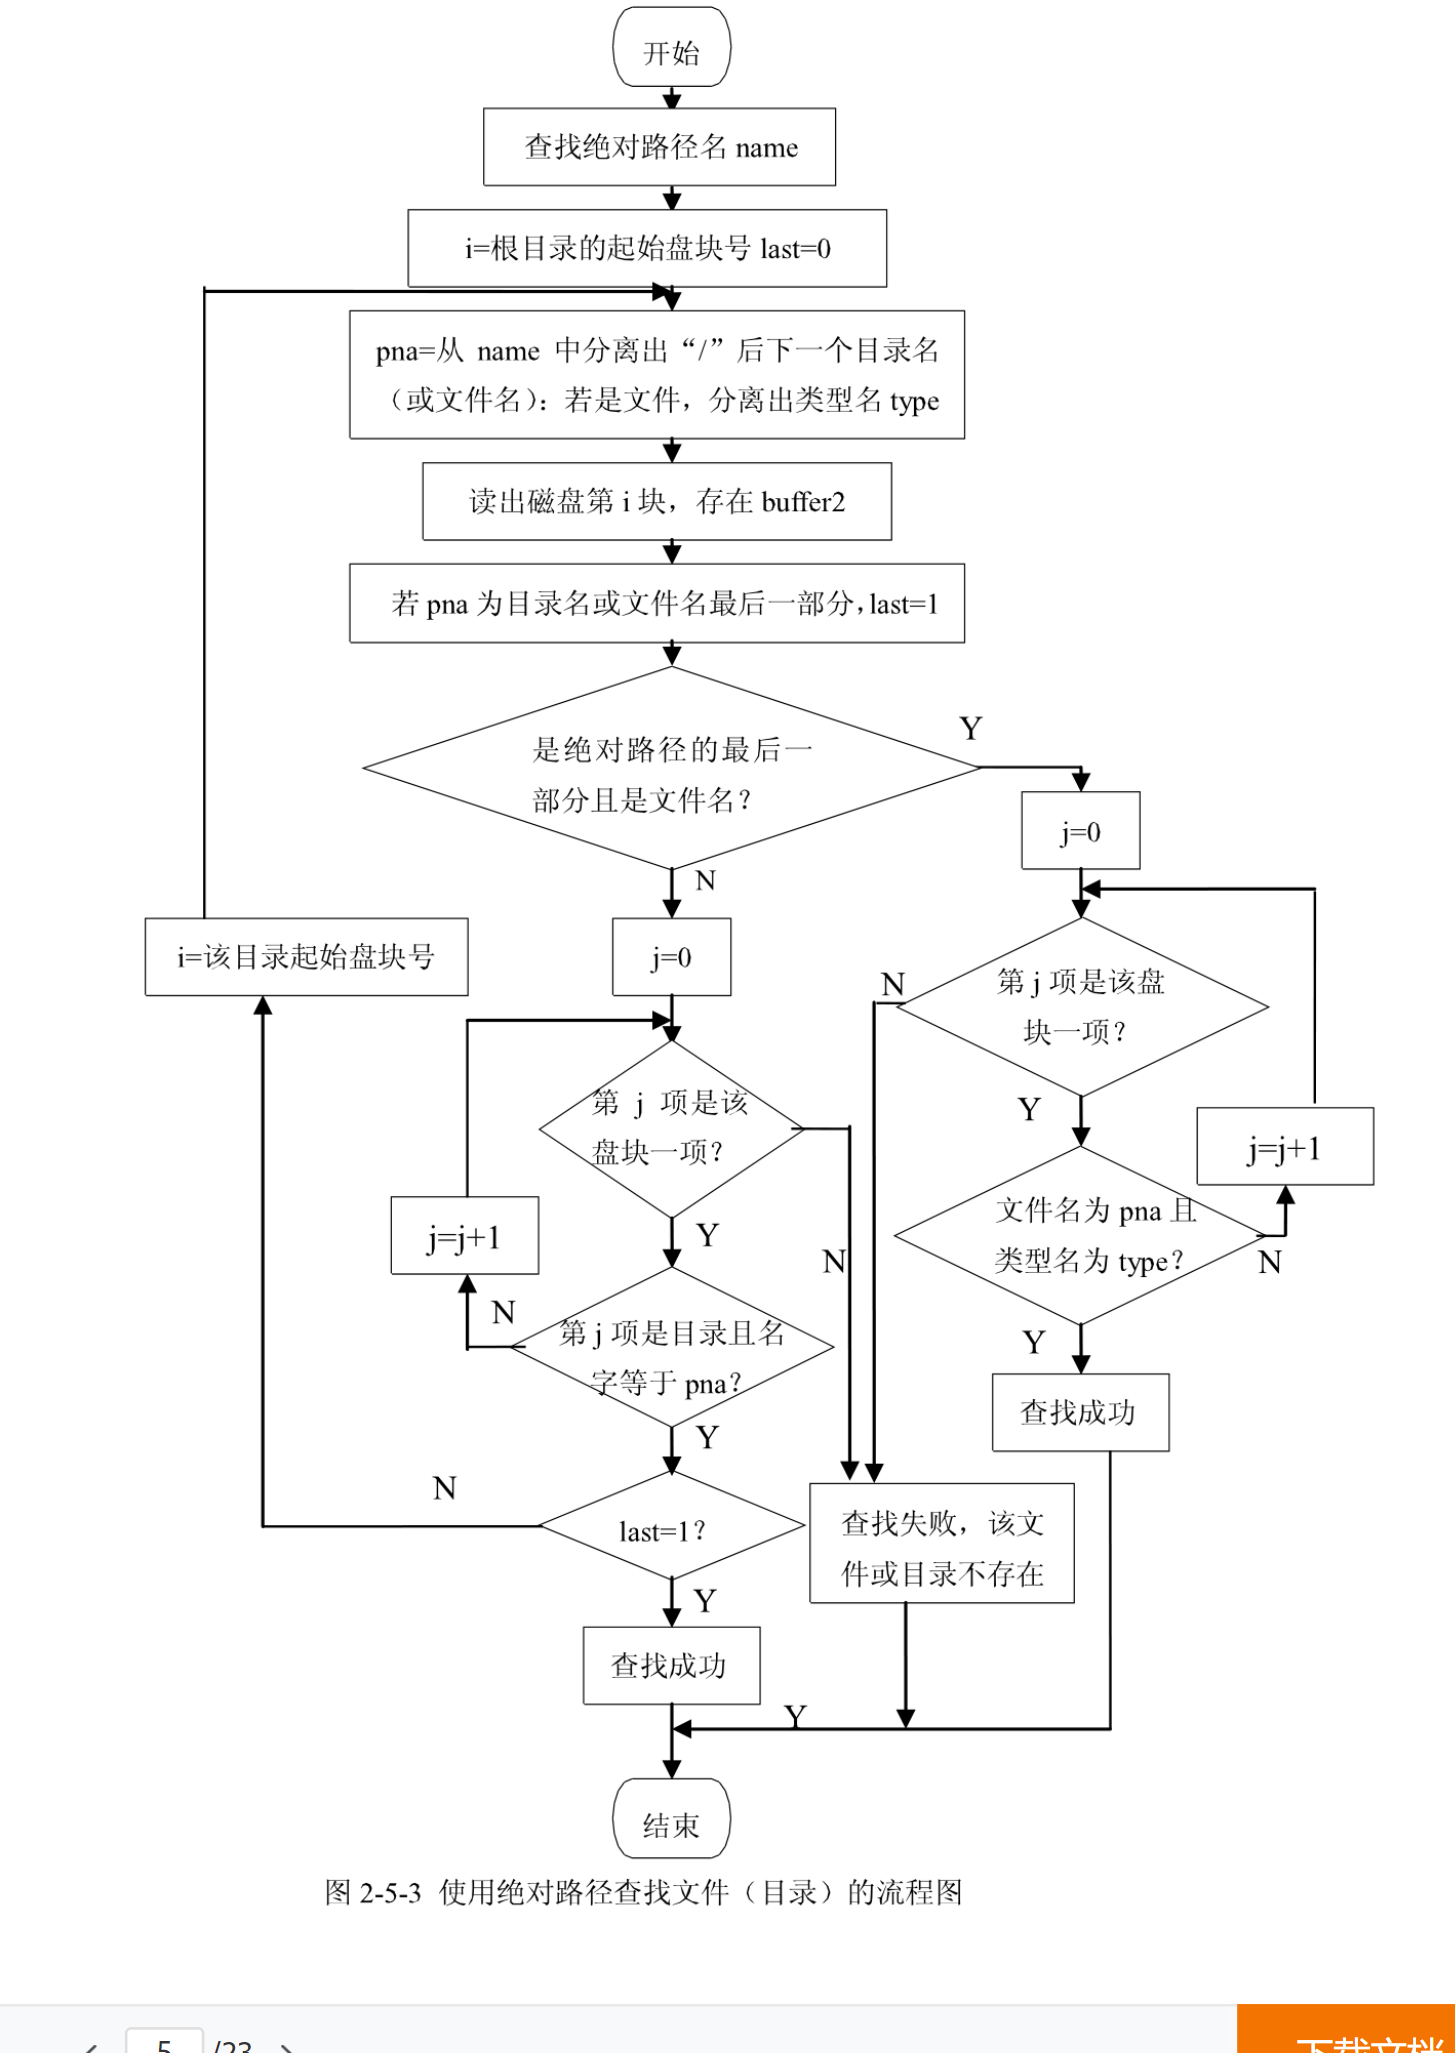 开始
查找绝对路径名 name
i=根目录的起始盘块号 last=0
pna=从 name 中分离出“/”后下一个目录名
（或文件名）：若是文件，分离出类型名 type
读出磁盘第 i 块，存在 buffer2
若 pna 为目录名或文件名最后一部分，last=1
是绝对路径的最后一
部分且是文件名？
Y
j=0
N
i=该目录起始盘块号
j=0
第 j 项是该盘
块一项？
N
第 j 项是该
盘块一项？
Y
j=j+1
文件名为 pna 且
类型名为 type？
N
j=j+1
Y
N
N
第 j 项是目录且名
字等于 pna？
Y
查找成功
Y
N
last=1？
查找失败，该文
件或目录不存在
Y
查找成功
Y
结束
图 2-5-3 使用绝对路径查找文件（目录）的流程图
5 /23
下载文档